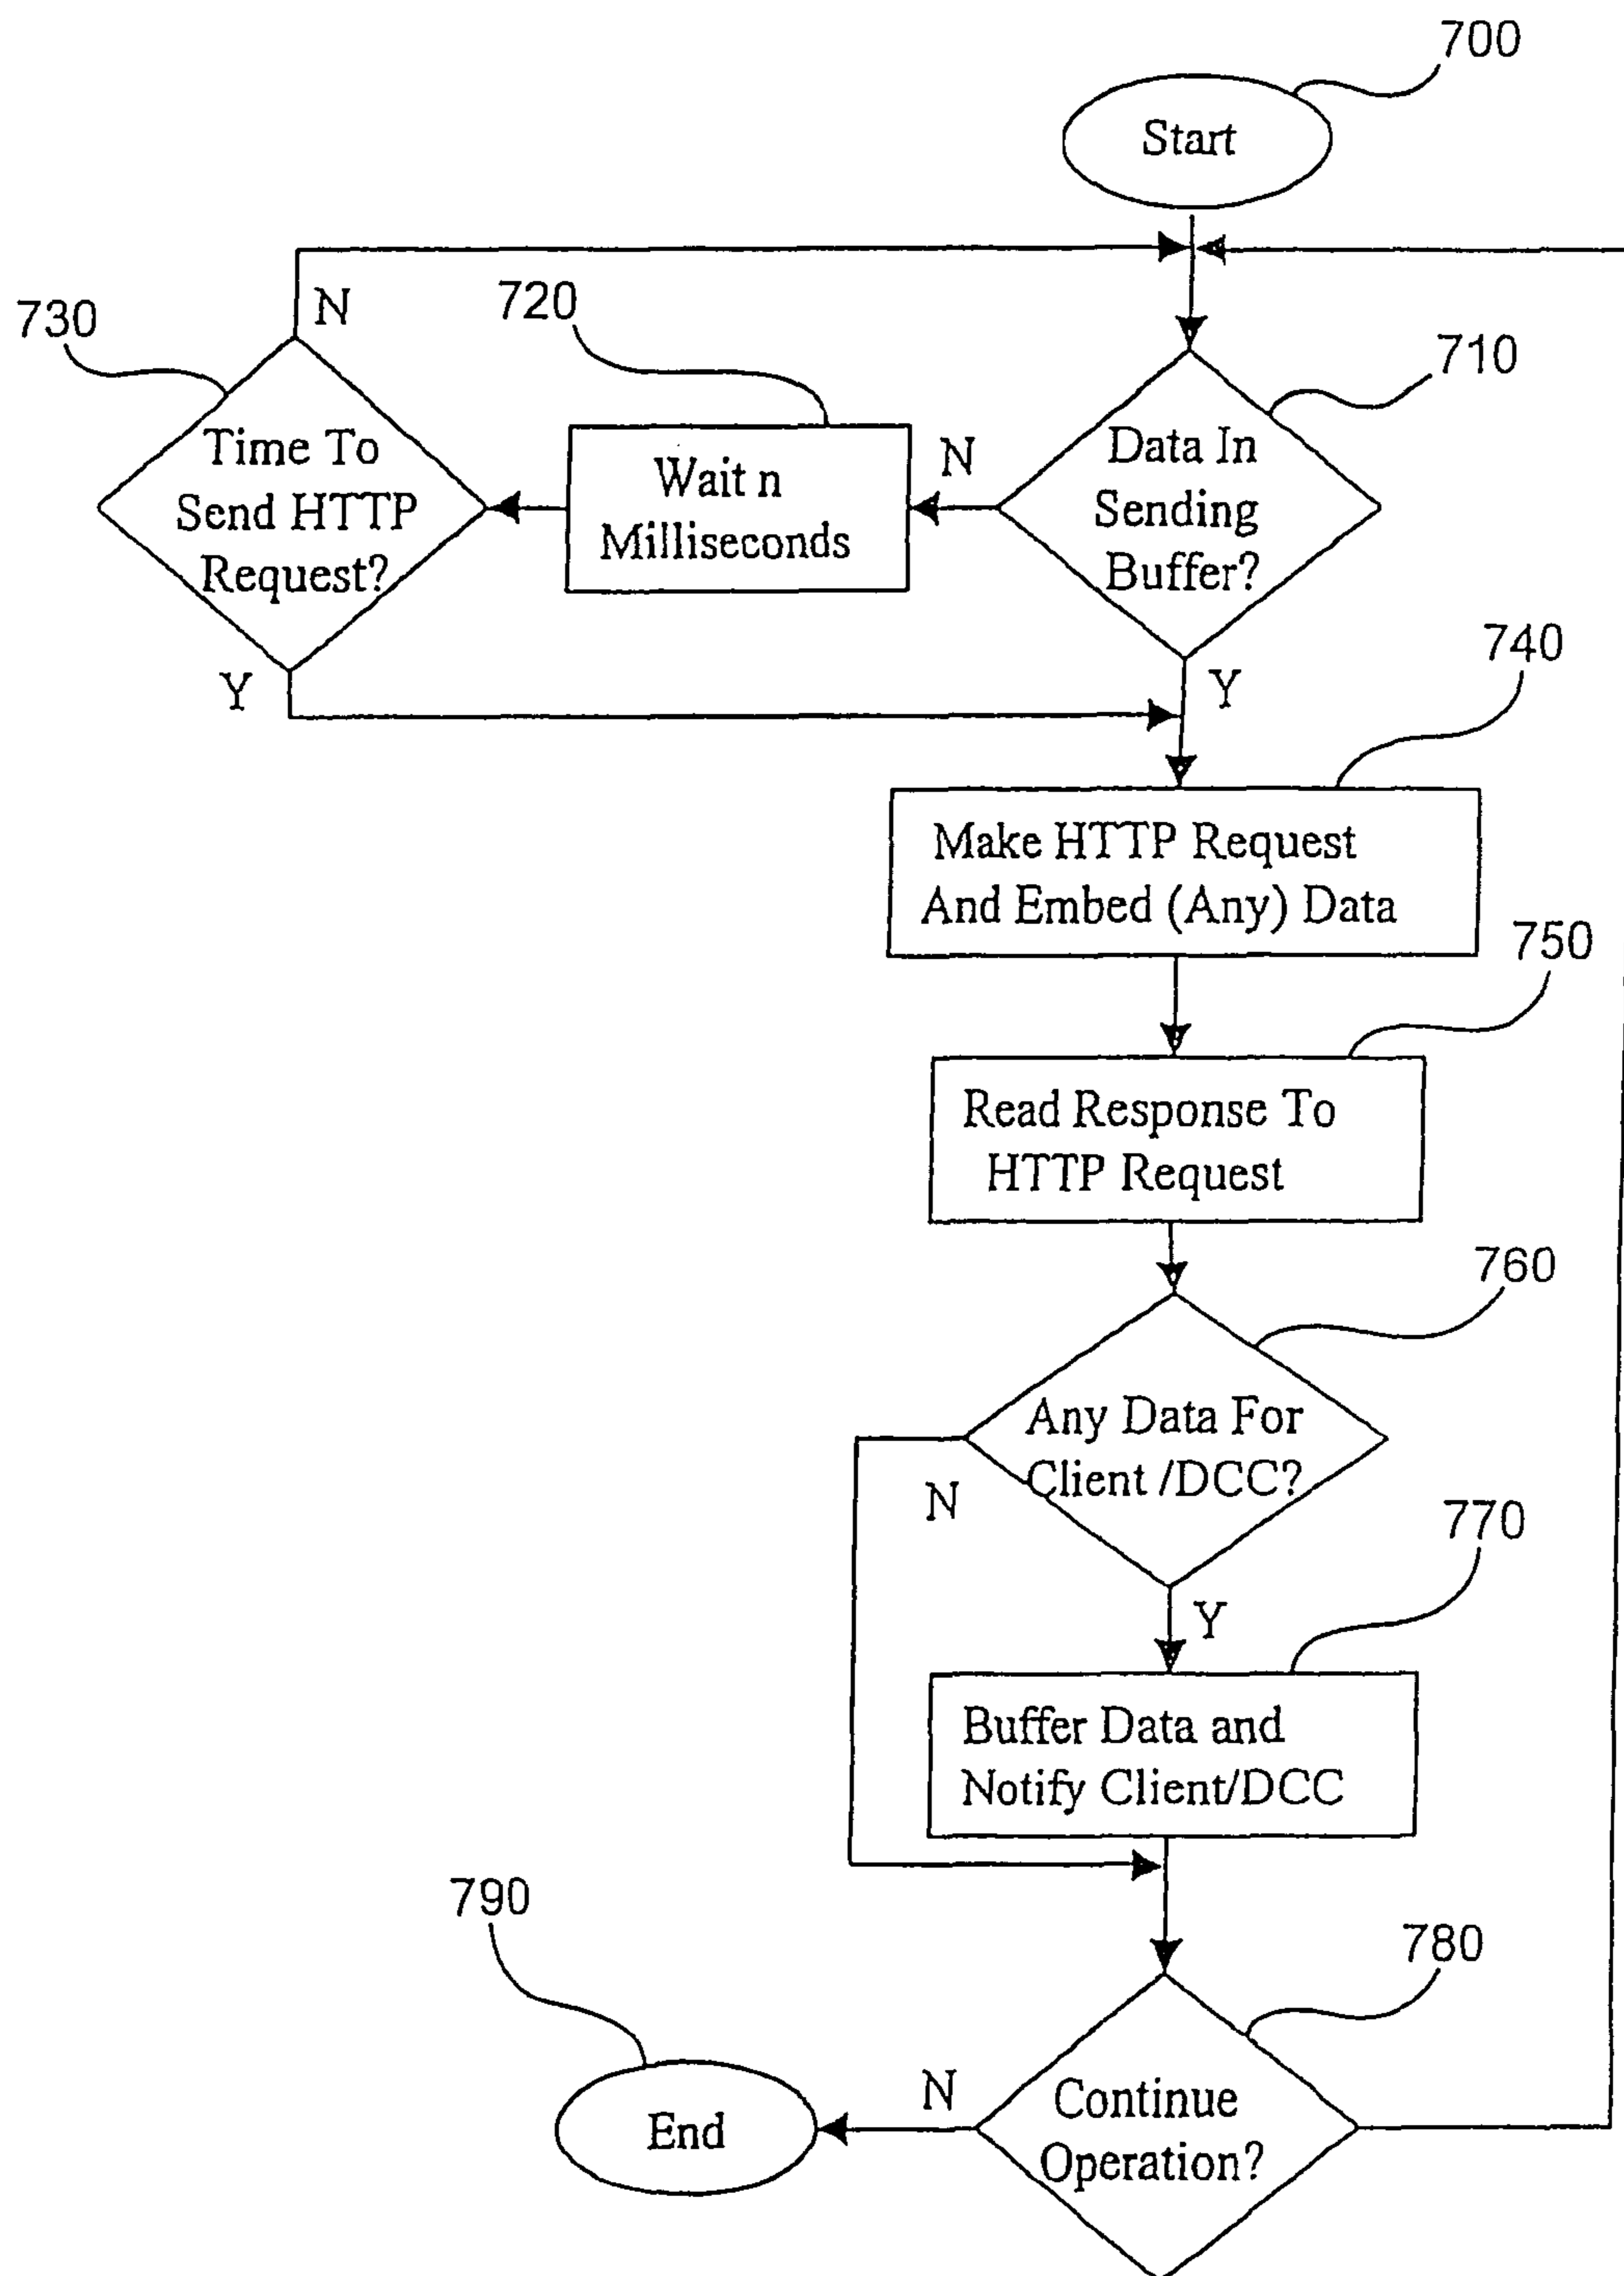 700
Start
N
730
720
710
Time To
Send HTTP
Request?
Wait n
Milliseconds
N
Data In
Sending
Buffer?
Y
Y
740
Make HTTP Request
And Embed (Any) Data
750
Read Response To
HTTP Request
760
Any Data For
Client /DCC?
N
770
Y
Buffer Data and
Notify Client/DCC
790
780
N
End
Continue
Operation?